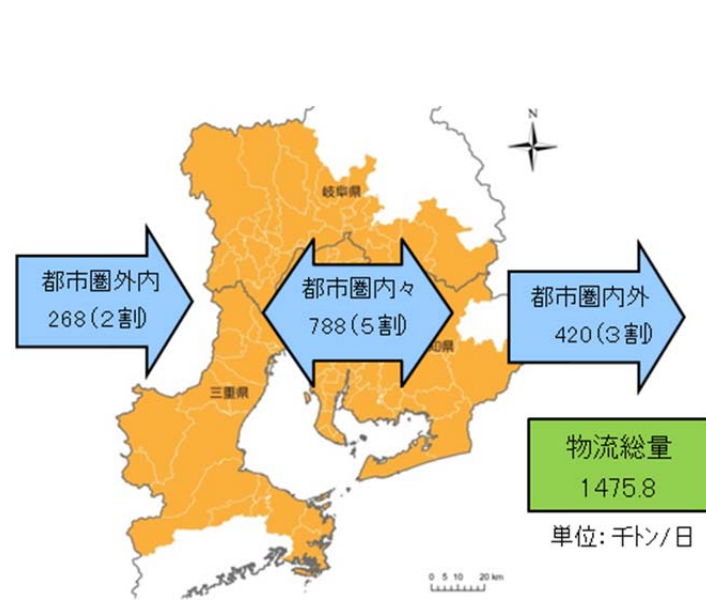 N
岐阜県
都市圏外内
268(2割)
都市圏内々
788(5割)
都市圏内外
420(3割)
知県
三重県
物流総量
1475.8
単位:千トン/日
0 5 10 20 km